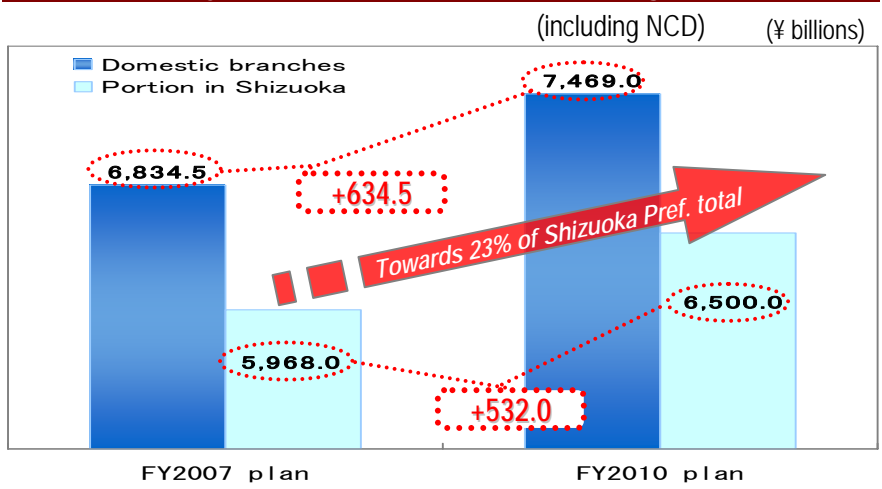 (including NCD)
(¥ billions)
Domestic branches
Portion in Shizuoka
7,469.0
6,834.5
+634.5
Towards 23% of Shizuoka Pref. total
6,500.0
5,968.0
+532.0
FY2007 plan
FY2010 plan